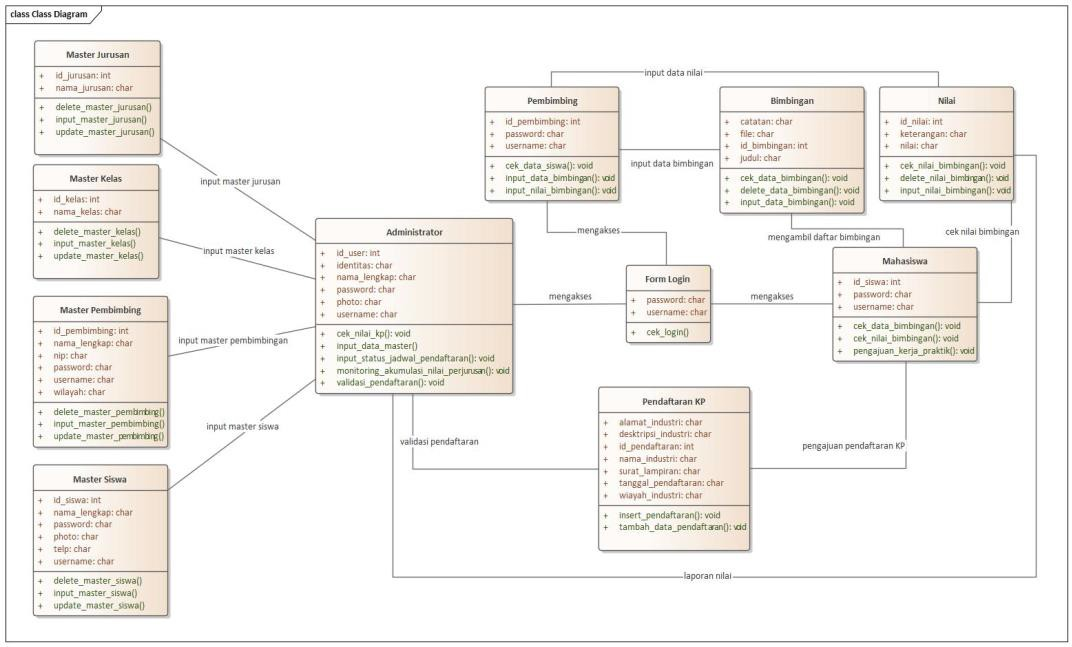 class Class Diagram
Master Jurusan
+ id_jurusan: int
+ nama_jurusan: char
+ delete_master_jurusan()
+ input_master_jurusan()
+ update_master_jurusan()
Master Kelas
+ id_kelas: int
+ nama_kelas: char
+ delete_master_kelas()
+ input_master_kelas()
+ update_master_kelas()
Master Pembimbing
+ id_pembimbing: int
+ nama_lengkap: char
+ nip: char
+ password: char
+ username: char
+ wilayah: char
+ delete_master_pembimbing()
+ input_master_pembimbing()
+ update_master_pembimbing()
Master Siswa
+ id_siswa: int
+ nama_lengkap: char
+ password: char
+ photo: char
+ telp: char
+ username: char
+ delete_master_siswa()
+ input_master_siswa()
+ update_master_siswa()
input master jurusan
input master kelas
input master pembimbingan
input master siswa
Administrator
+ id_user: int
+ identitas: char
+ nama_lengkap: char
+ password: char
+ photo: char
+ username: char
+ cek_nilai_kp(): void
+ input_data_master()
+ input_status_jadwal_pendaftaran(): void
+ monitoring_akumulasi_nilai_perjurusan(): void
+ validasi_pendaftaran(): void
input data nilai
Pembimbing
+ id_pembimbing: int
+ password: char
+ username: char
+ cek_data_siswa(): void
+ input_data_bimbingan(): void
+ input_nilai_bimbingan(): void
input data bimbingan
Bimbingan
+ catatan: char
+ file: char
+ id_bimbingan: int
+ judul: char
+ cek_data_bimbingan(): void
+ delete_data_bimbingan(): void
+ input_data_bimbingan(): void
Nilai
+ id_nilai: int
+ keterangan: char
+ nilai: char
+ cek_nilai_bimbingan(): void
+ delete_nilai_bimbingan(): void
+ input_nilai_bimbingan(): void
mengakses
mengambil daftar bimbingan
cek nilai bimbingan
mengakses
Form Login
+ password: char
+ username: char
+ cek_login()
mengakses
Mahasiswa
+ id_siswa: int
+ password: char
+ username: char
+ cek_data_bimbingan(): void
+ cek_nilai_bimbingan(): void
+ pengajuan_kerja_praktik(): void
validasi pendaftaran
Pendaftaran KP
+ alamat_industri: char
+ desktripsi_industri: char
+ id_pendaftaran: int
+ nama_industri: char
+ surat_lampiran: char
+ tanggal_pendaftaran: char
+ wiayah_industri: char
+ insert_pendaftaran(): void
+ tambah_data_pendaftaran(): void
pengajuan pendaftaran KP
laporan nilai